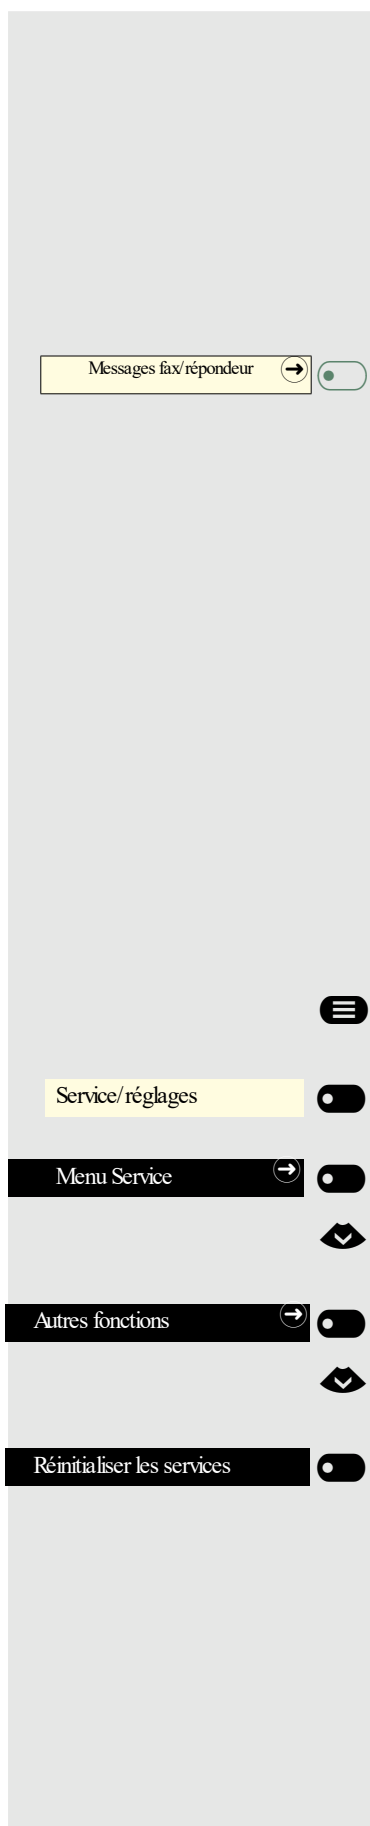 Messages fax/répondeur
Service/réglages
Menu Service
Autres fonctions
Réinitialiser les services